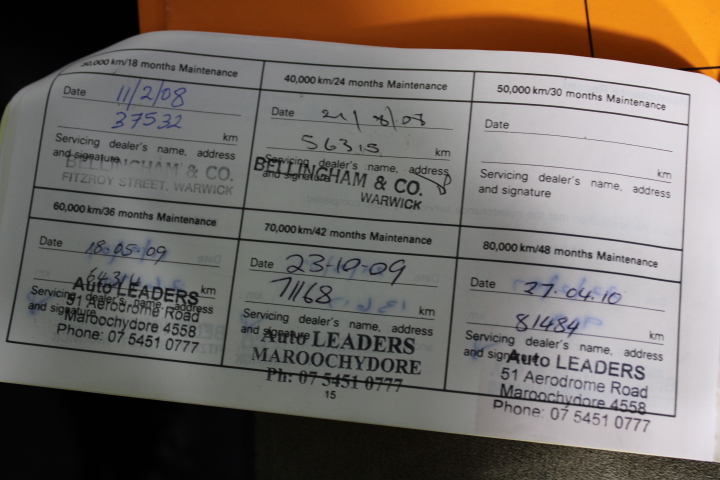 30,000 km/18 months Maintenance
Date 11/2/08
37532 km
Servicing dealer's name, address
and signature
BELLINGHAM & CO.
FITZROY STREET, WARWICK
40,000 km/24 months Maintenance
Date 21/8/08
56315 km
Servicing dealer's name, address
and signature
BELLINGHAM & CO.
WARWICK
50,000 km/30 months Maintenance
Date
km
Servicing dealer's name, address
and signature
60,000 km/36 months Maintenance
Date 18.05.09
64314 km
Servicing dealer's name, address
and signature
Auto LEADERS
51 Aerodrome Road
Maroochydore 4558
Phone: 07 5451 0777
70,000 km/42 months Maintenance
Date 23-10-09
71168 km
Servicing dealer's name, address
and signature
Auto LEADERS
MAROOCHYDORE
Ph: 07 5451 0777
80,000 km/48 months Maintenance
Date 27.04.10
81484 km
Servicing dealer's name, address
and signature
Auto LEADERS
51 Aerodrome Road
Maroochydore 4558
Phone: 07 5451 0777
15